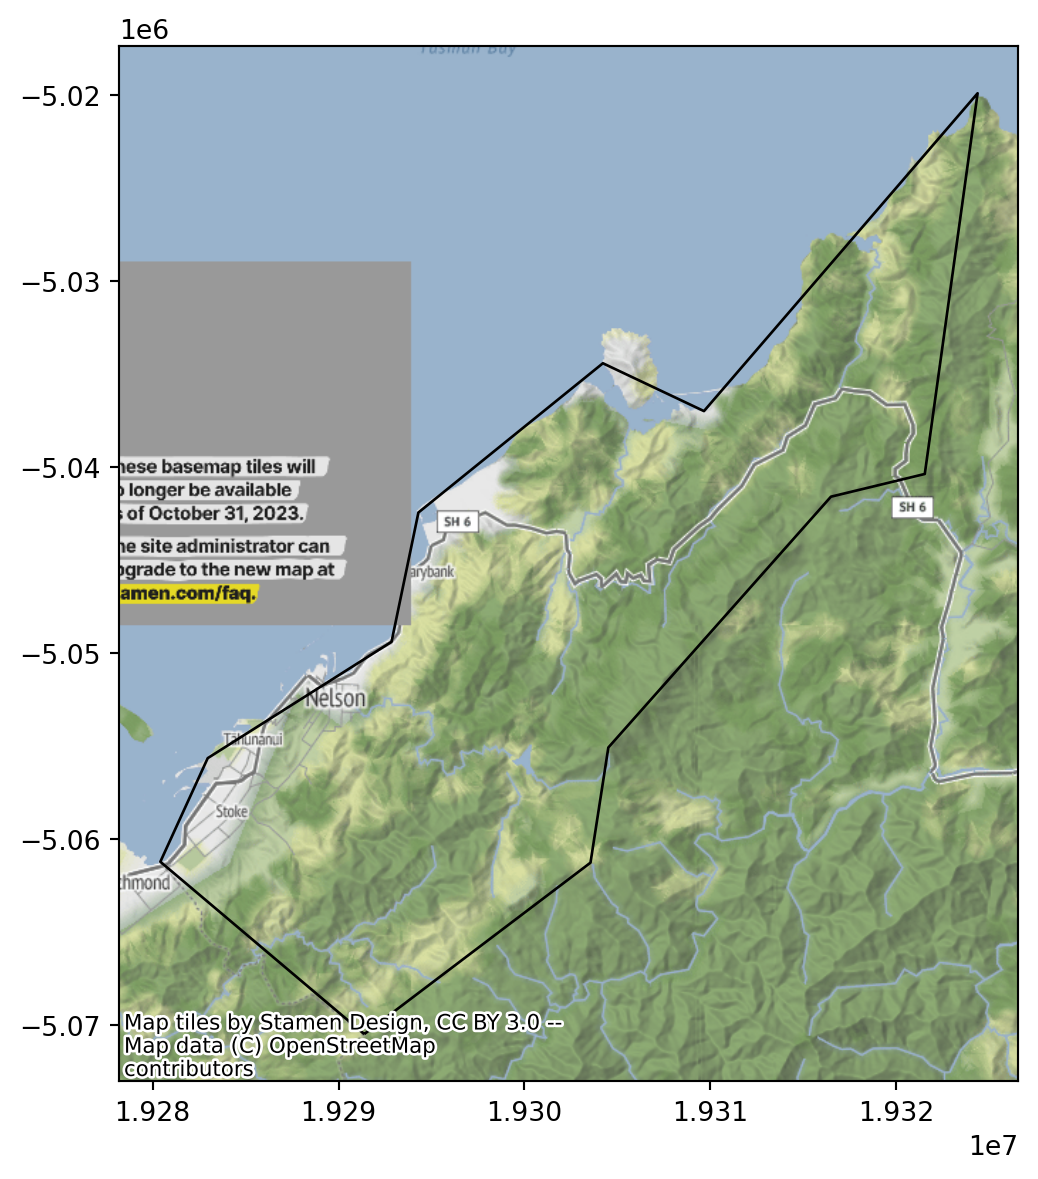 1e6
Tasman Bay
−5.02
−5.03
−5.04
hese basemap tiles will
o longer be available
s of October 31, 2023.
he site administrator can
pgrade to the new map at
amen.com/faq.
SH 6
SH 6
arybank
−5.05
Nelson
Tāhunanui
Stoke
−5.06
chmond
−5.07
Map tiles by Stamen Design, CC BY 3.0 --
Map data (C) OpenStreetMap
contributors
1.928 1.929 1.930 1.931 1.932
1e7